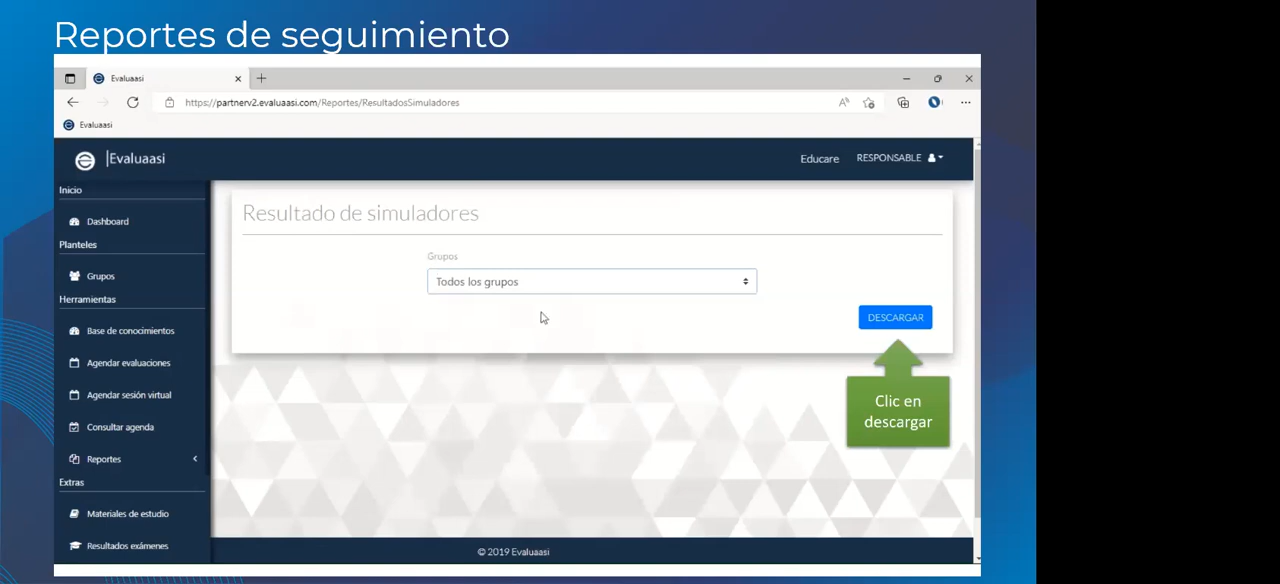 Reportes de seguimiento
Evaluaasi
https://partnerv2.evaluaasi.com/Reportes/ResultadosSimuladores
Evaluaasi
|Evaluaasi
Educare
RESPONSABLE
Inicio
Dashboard
Planteles
Grupos
Herramientas
Base de conocimientos
Agendar evaluaciones
Agendar sesión virtual
Consultar agenda
Reportes
Extras
Materiales de estudio
Resultados exámenes
Resultado de simuladores
Grupos
Todos los grupos
DESCARGAR
Clic en
descargar
© 2019 Evaluaasi